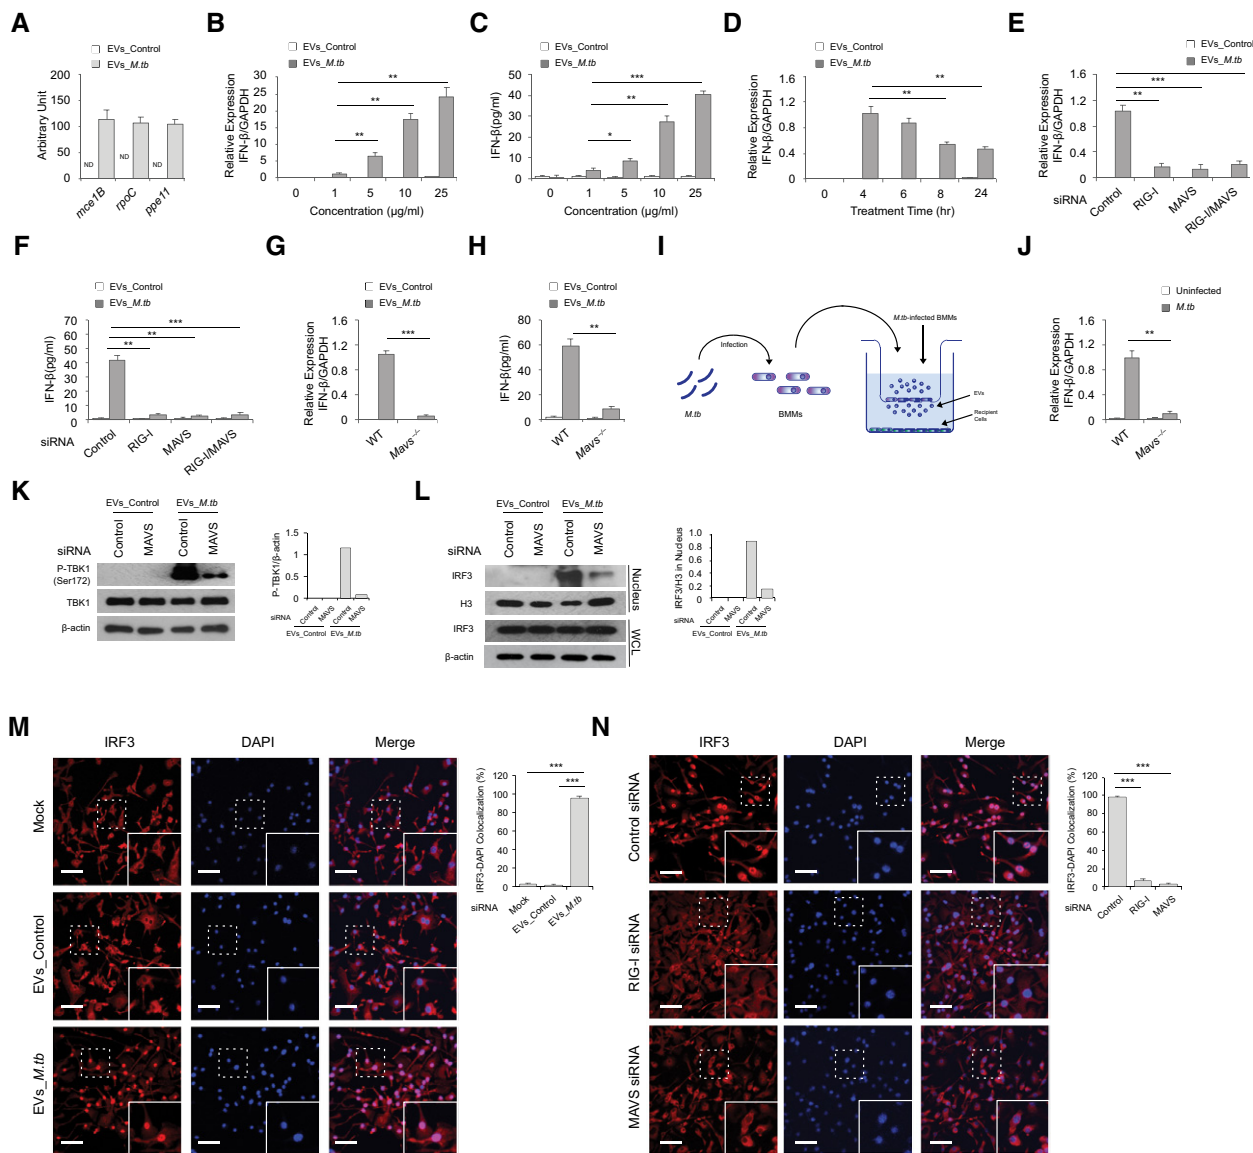 A
EVs_Control
EVs_M.tb
Arbitrary Unit
200
150
100
50
0
ND
ND
ND
mce1B
rpoC
ppe11
B
EVs_Control
EVs_M.tb
Relative Expression
IFN-β/GAPDH
30
25
20
15
10
5
0
**
**
**
0
1
5
10
25
Concentration (µg/ml)
C
EVs_Control
EVs_M.tb
IFN-β(pg/ml)
50
40
30
20
10
0
***
**
*
0
1
5
10
25
Concentration (µg/ml)
D
EVs_Control
EVs_M.tb
Relative Expression
IFN-β/GAPDH
1.6
1.2
0.8
0.4
0
**
**
0
4
6
8
24
Treatment Time (hr)
E
EVs_Control
EVs_M.tb
Relative Expression
IFN-β/GAPDH
1.6
1.2
0.8
0.4
0
**
***
**
siRNA
Control
RIG-I
MAVS
RIG-I/MAVS
F
EVs_Control
EVs_M.tb
IFN-β(pg/ml)
70
60
50
40
30
20
10
0
***
**
**
siRNA
Control
RIG-I
MAVS
RIG-I/MAVS
G
EVs_Control
EVs_M.tb
Relative Expression
IFN-β/GAPDH
1.6
1.2
0.8
0.4
0
***
WT
Mavs−/−
H
EVs_Control
EVs_M.tb
IFN-β(pg/ml)
80
60
40
20
0
**
WT
Mavs−/−
I
Infection
M.tb
BMMs
M.tb-infected BMMs
EVs
Recipient
Cells
J
Uninfected
M.tb
Relative Expression
IFN-β/GAPDH
1.6
1.2
0.8
0.4
0
**
WT
Mavs−/−
K
EVs_Control
EVs_M.tb
siRNA
Control
MAVS
Control
MAVS
P-TBK1
(Ser172)
TBK1
β-actin
P-TBK1/β-actin
1.5
1
0.5
0
siRNA
Control
MAVS
Control
MAVS
EVs_Control
EVs_M.tb
L
EVs_Control
EVs_M.tb
siRNA
Control
MAVS
Control
MAVS
IRF3
H3
IRF3
β-actin
Nucleus
WCL
IRF3/H3 in Nucleus
1.0
0.8
0.6
0.4
0.2
0
siRNA
Control
MAVS
Control
MAVS
EVs_Control
EVs_M.tb
M
IRF3
DAPI
Merge
Mock
EVs_Control
EVs_M.tb
IRF3-DAPI Colocalization (%)
120
100
80
60
40
20
0
***
***
siRNA
Mock
EVs_Control
EVs_M.tb
N
IRF3
DAPI
Merge
Control siRNA
RIG-I siRNA
MAVS siRNA
IRF3-DAPI Colocalization (%)
120
100
80
60
40
20
0
***
***
siRNA
Control
RIG-I
MAVS